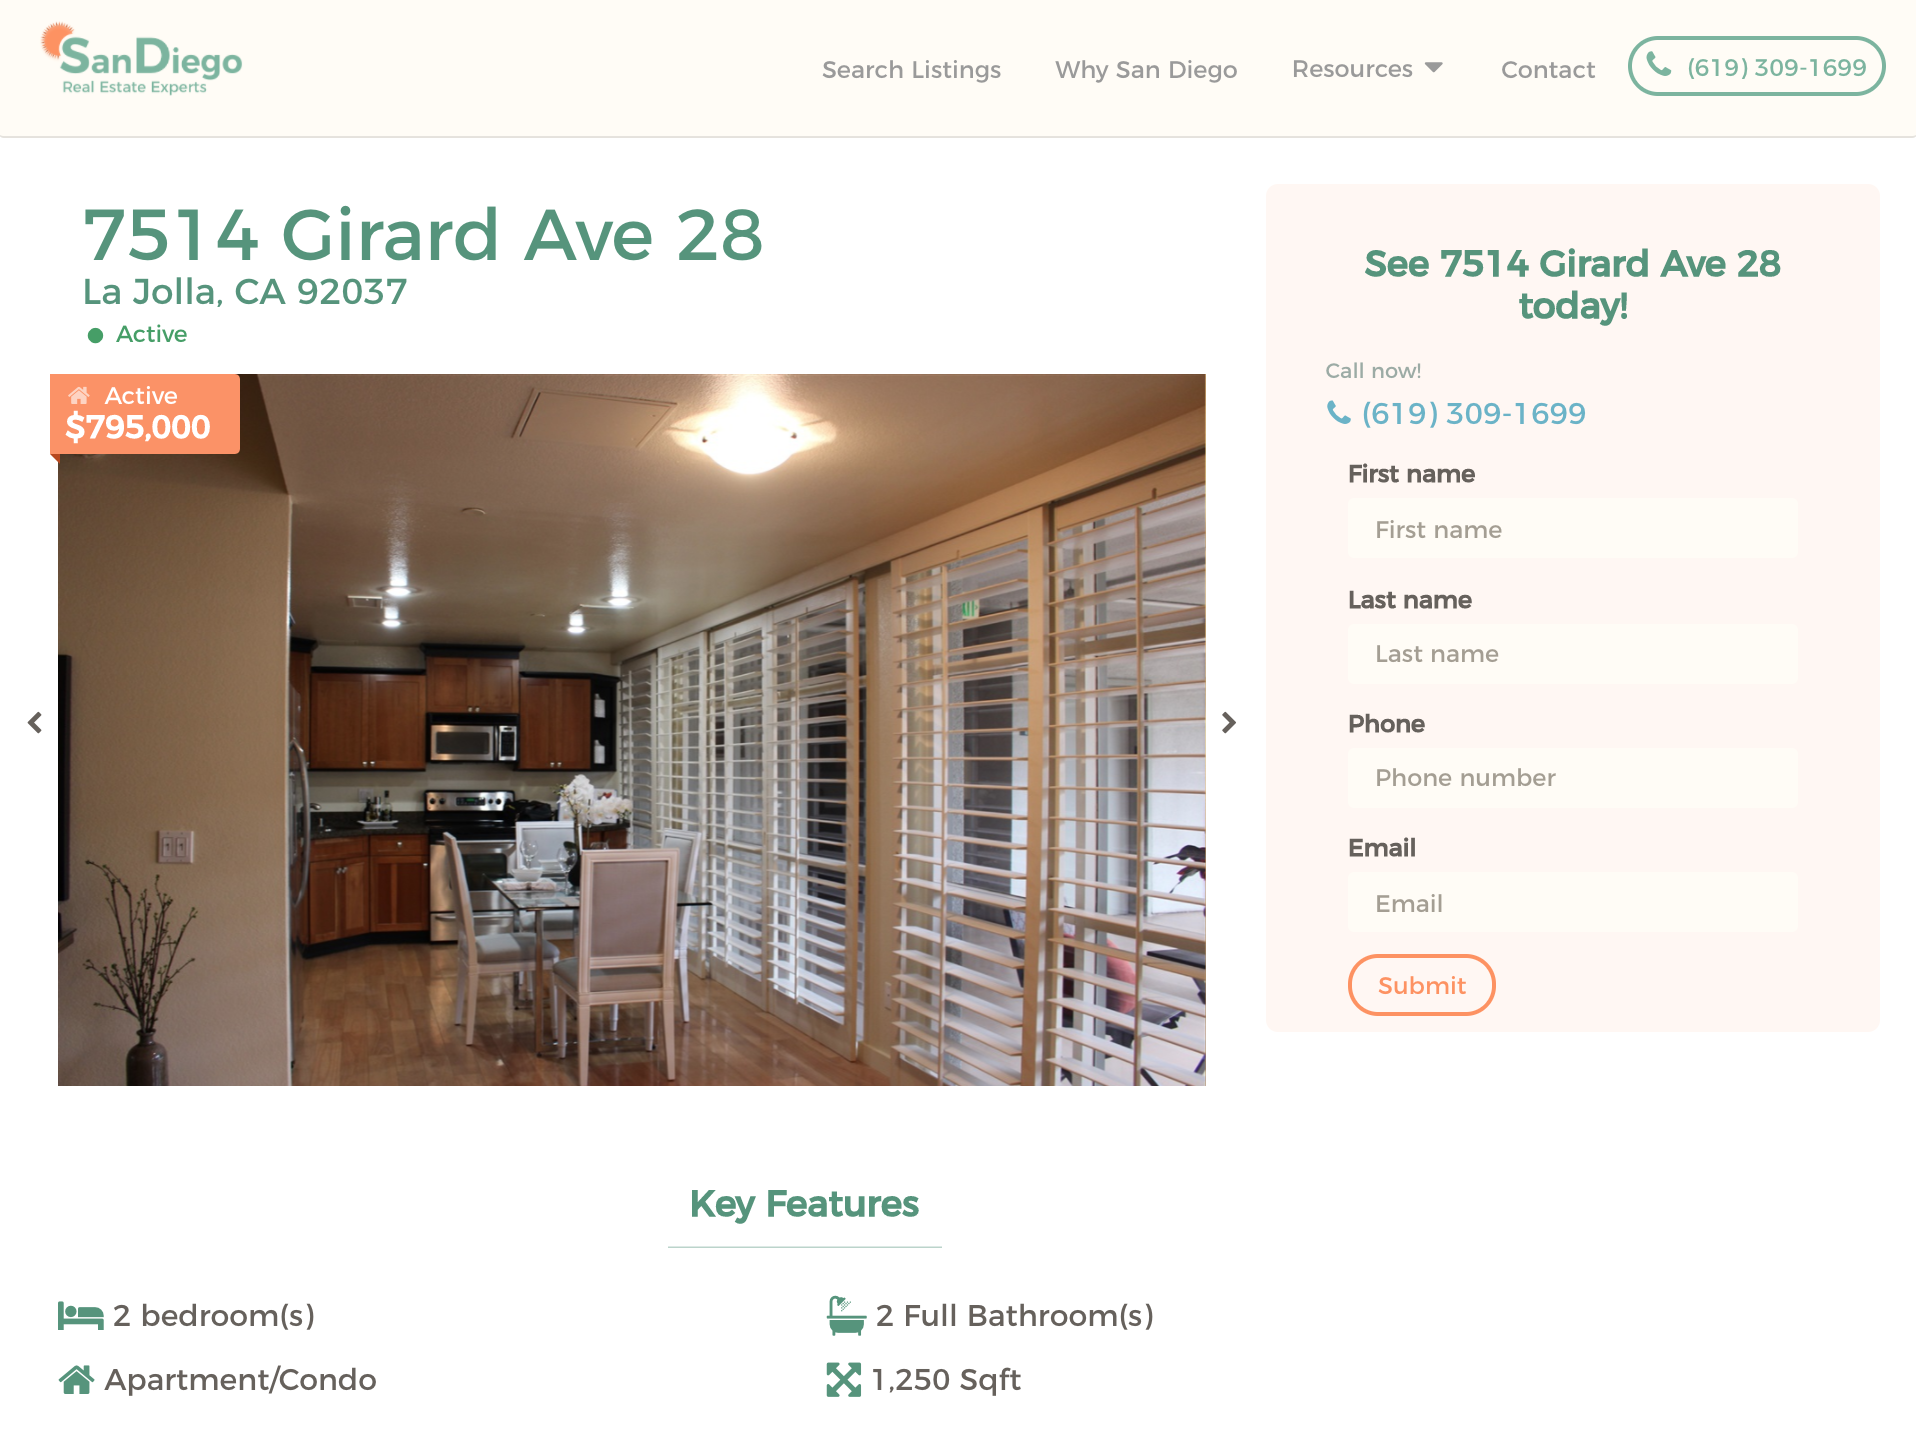 SanDiego
Real Estate Experts
Search Listings
Why San Diego
Resources
Contact
(619) 309-1699
7514 Girard Ave 28
La Jolla, CA 92037
Active
Active
$795,000
See 7514 Girard Ave 28
today!
Call now!
(619) 309-1699
First name
First name
Last name
Last name
Phone
Phone number
Email
Email
Submit
Key Features
2 bedroom(s)
2 Full Bathroom(s)
Apartment/Condo
1,250 Sqft